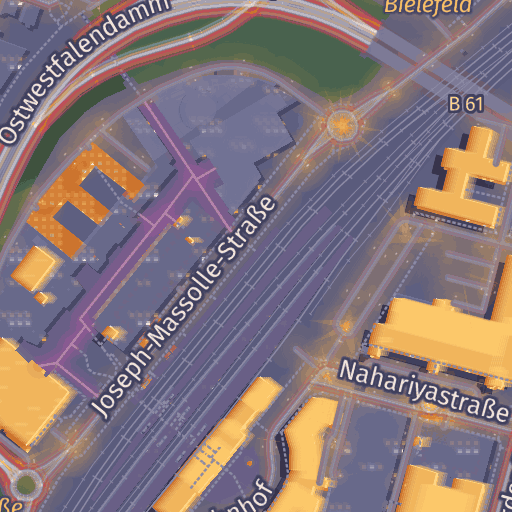 Bielefeld
Ostwestfalendamm
B 61
Joseph-Massolle-Straße
Nahariyastraße